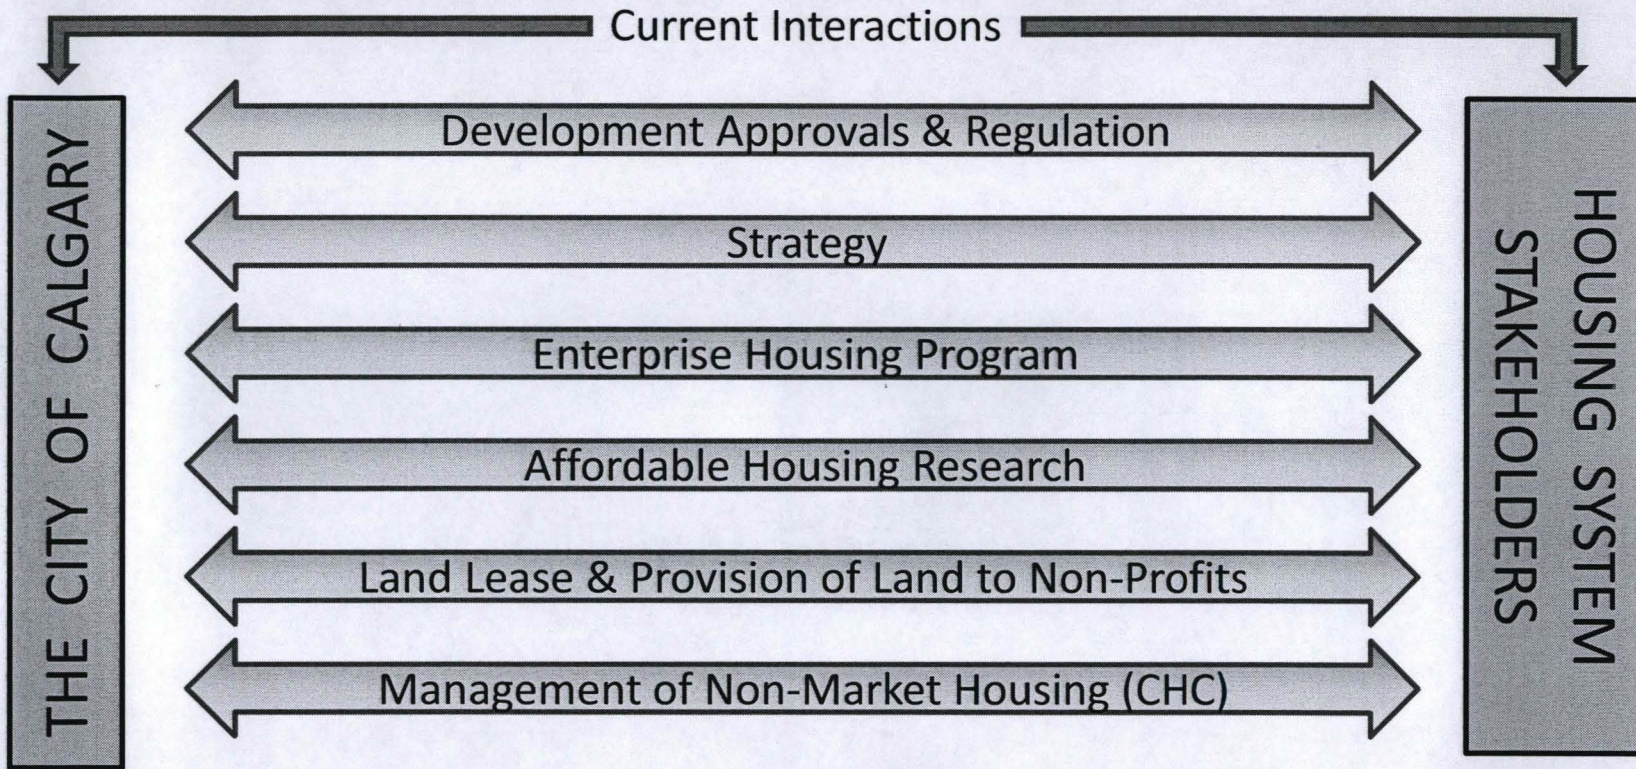 Current Interactions
THE CITY OF CALGARY
Development Approvals & Regulation
Strategy
Enterprise Housing Program
Affordable Housing Research
Land Lease & Provision of Land to Non-Profits
Management of Non-Market Housing (CHC)
HOUSING SYSTEM
STAKEHOLDERS